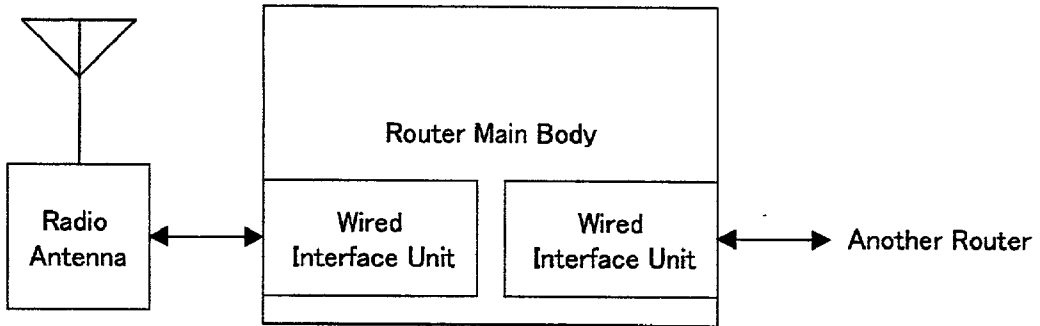 Router Main Body
Radio
Antenna
Wired
Interface Unit
Wired
Interface Unit
Another Router